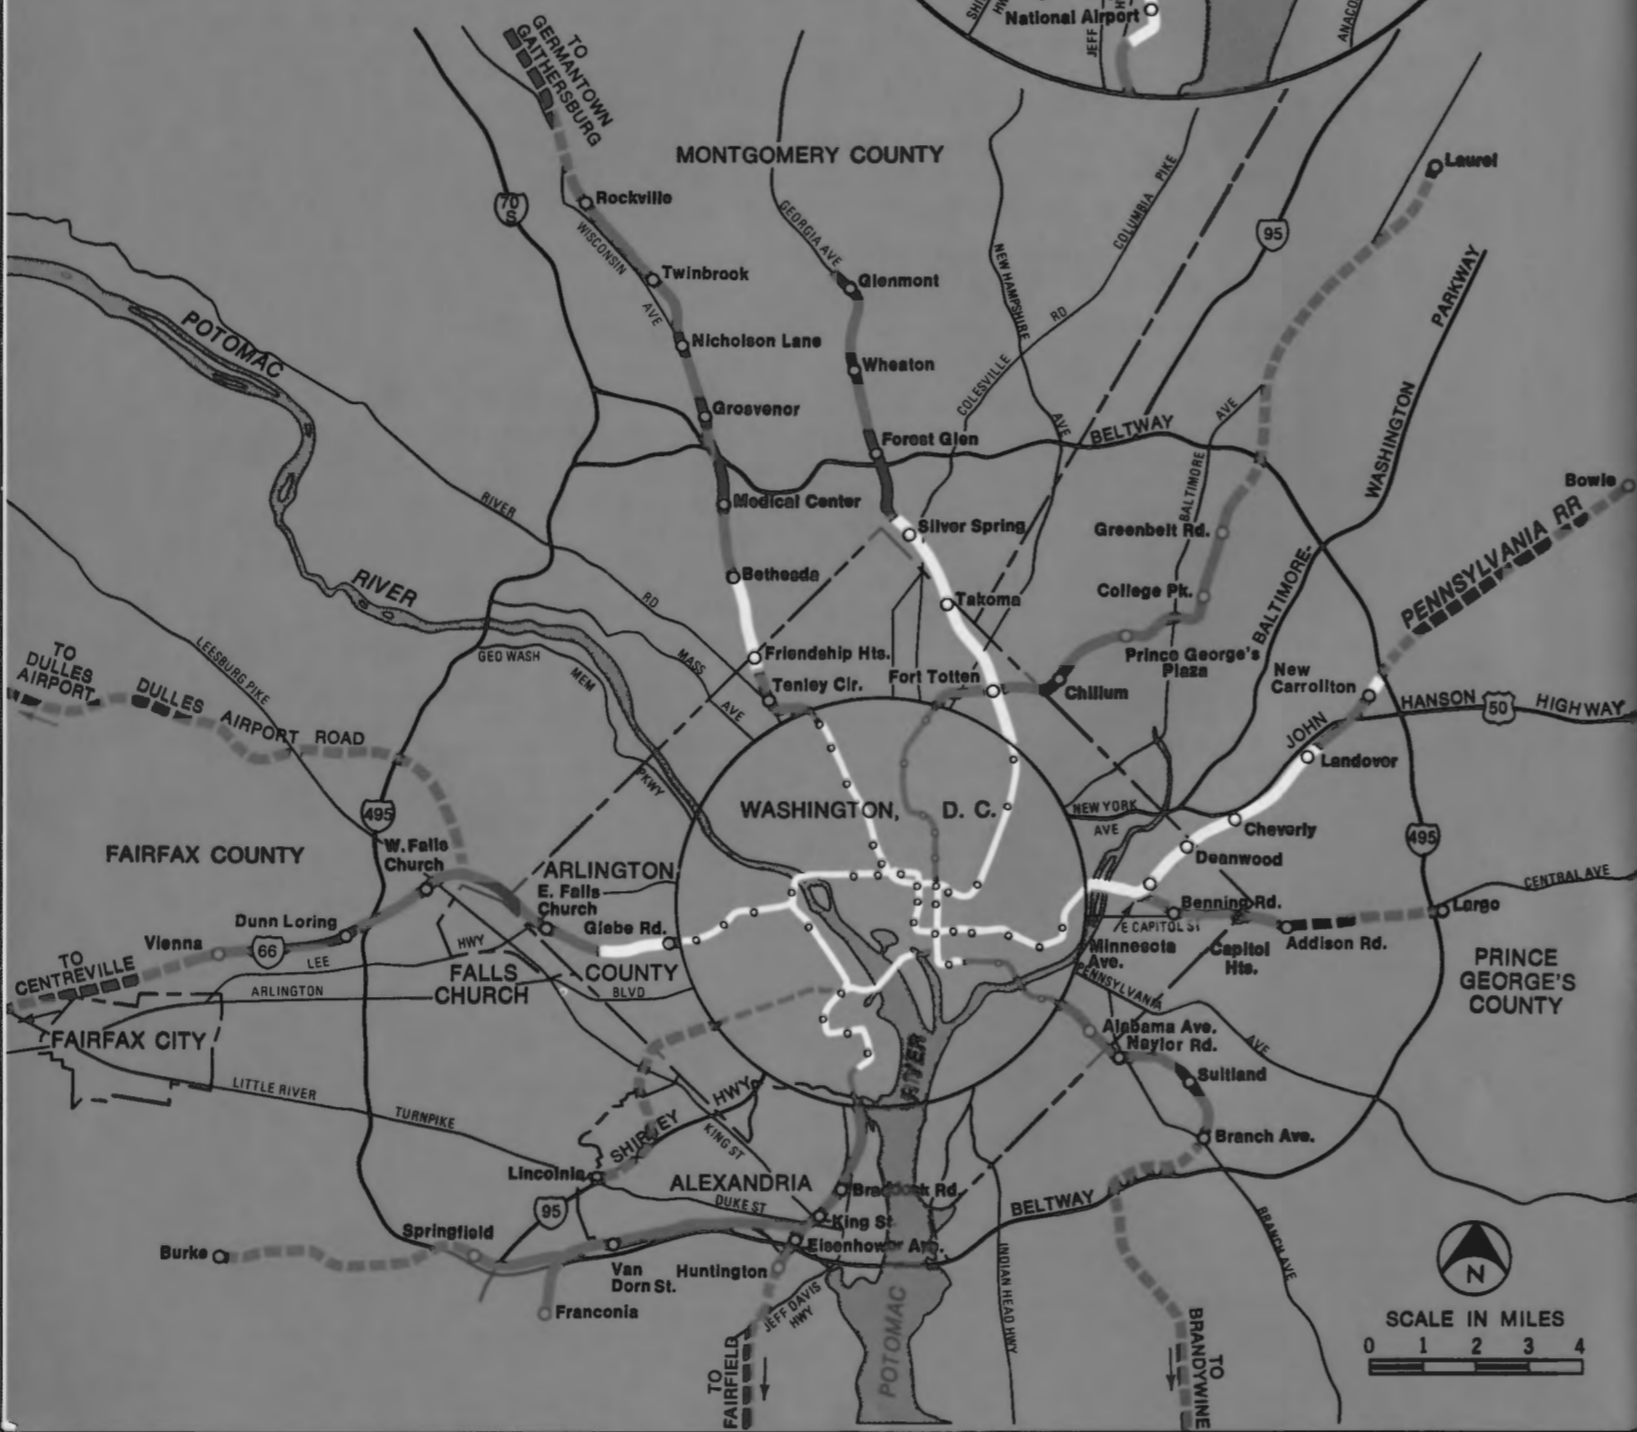 National Airport
JEFF
TO
GERMANTOWN
GAITHERSBURG
MONTGOMERY COUNTY
Laurel
COLUMBIA PIKE
70
S
Rockville
WISCONSIN
GEORGIA AVE
95
NEW HAMPSHIRE
Twinbrook
Glenmont
PARKWAY
AVE
RD
POTOMAC
Nicholson Lane
Wheaton
COLESVILLE
Grosvenor
AVE
AVE
WASHINGTON
Forest Glen
BELTWAY
BALTIMORE
Bowie
RIVER
Medical Center
Silver Spring
Greenbelt Rd.
PENNSYLVANIA RR
RIVER
Bethesda
Takoma
College Pk.
BALTIMORE-
RD
LEESBURG PIKE
GEO WASH
MEM
MASS
Friendship Hts.
Fort Totten
Prince George's
Plaza
New
Carrollton
TO
DULLES
AIRPORT
DULLES
AIRPORT ROAD
AVE
Tenley Cir.
Chillum
HANSON
50
HIGHWAY
JOHN
Landover
PKWY
495
WASHINGTON, D. C.
NEW YORK
AVE
Cheverly
495
FAIRFAX COUNTY
W. Falls
Church
ARLINGTON
E. Falls
Church
Deanwood
CENTRAL AVE
Benning Rd.
Largo
Dunn Loring
Glebe Rd.
E CAPITOL ST
Vienna
66
HWY
LEE
Minnesota
Ave.
Capitol
Hts.
Addison Rd.
TO
CENTREVILLE
FALLS
CHURCH
COUNTY
BLVD
PENNSYLVANIA
AVE
PRINCE
GEORGE'S
COUNTY
ARLINGTON
FAIRFAX CITY
Alabama Ave.
Naylor Rd.
RIVER
Suitland
LITTLE RIVER
TURNPIKE
SHIRLEY HWY
KING ST
Branch Ave.
Lincolnia
ALEXANDRIA
Braddock Rd.
95
DUKE ST
BELTWAY
BRANCH AVE
King St.
Springfield
Eisenhower Ave.
Burke
Van
Dorn St.
Huntington
INDIAN HEAD HWY
Franconia
JEFF DAVIS
HWY
POTOMAC
TO
FAIRFIELD
TO
BRANDYWINE
N
SCALE IN MILES
0 1 2 3 4